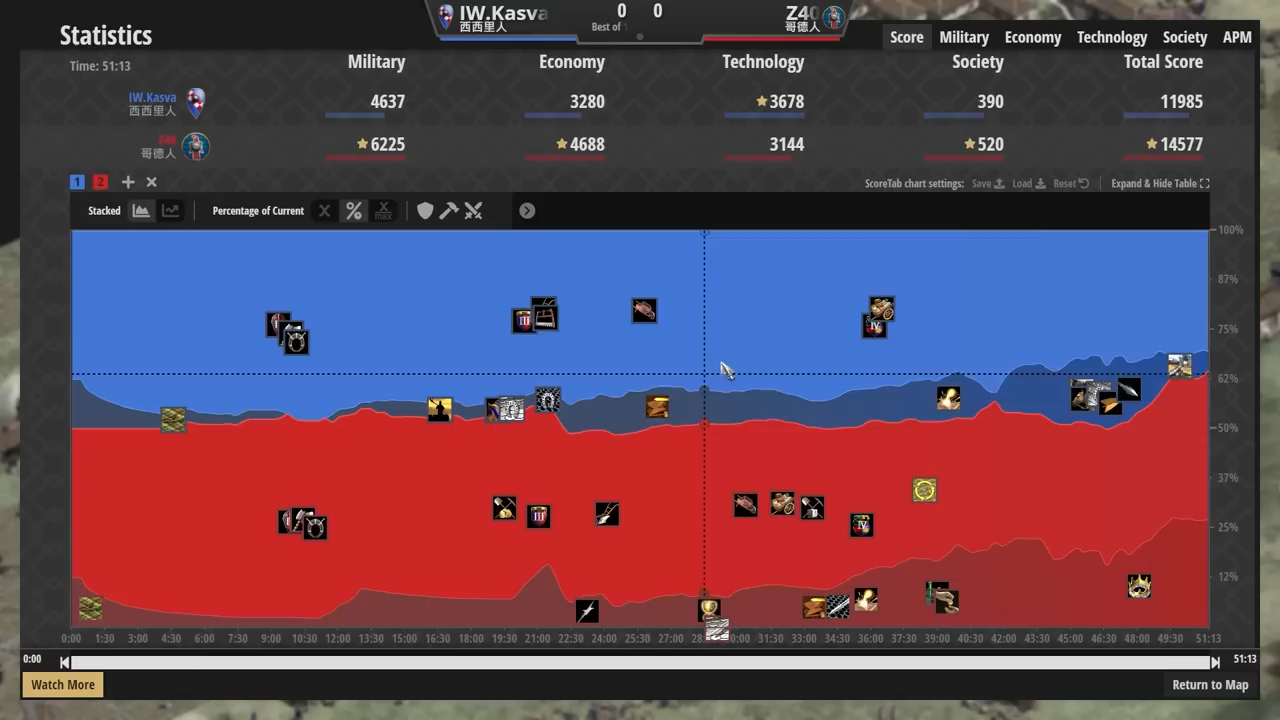 IW.Kasva
西西里人
0 0
Best of
Z40
哥德人
Statistics
Score Military Economy Technology Society APM
Time: 51:13
Military Economy Technology Society Total Score
IW.Kasva
西西里人
4637 3280 3678 390 11985
Z40
哥德人
6225 4688 3144 520 14577
1 2
ScoreTab chart settings: Save Load Reset Expand & Hide Table
Stacked Percentage of Current X % X max
100%
87%
75%
62%
50%
37%
25%
12%
0:00 1:30 3:00 4:30 6:00 7:30 9:00 10:30 12:00 13:30 15:00 16:30 18:00 19:30 21:00 22:30 24:00 25:30 27:00 28 0:00 31:30 33:00 34:30 36:00 37:30 39:00 40:30 42:00 43:30 45:00 46:30 48:00 49:30 51:13
0:00 51:13
Watch More Return to Map